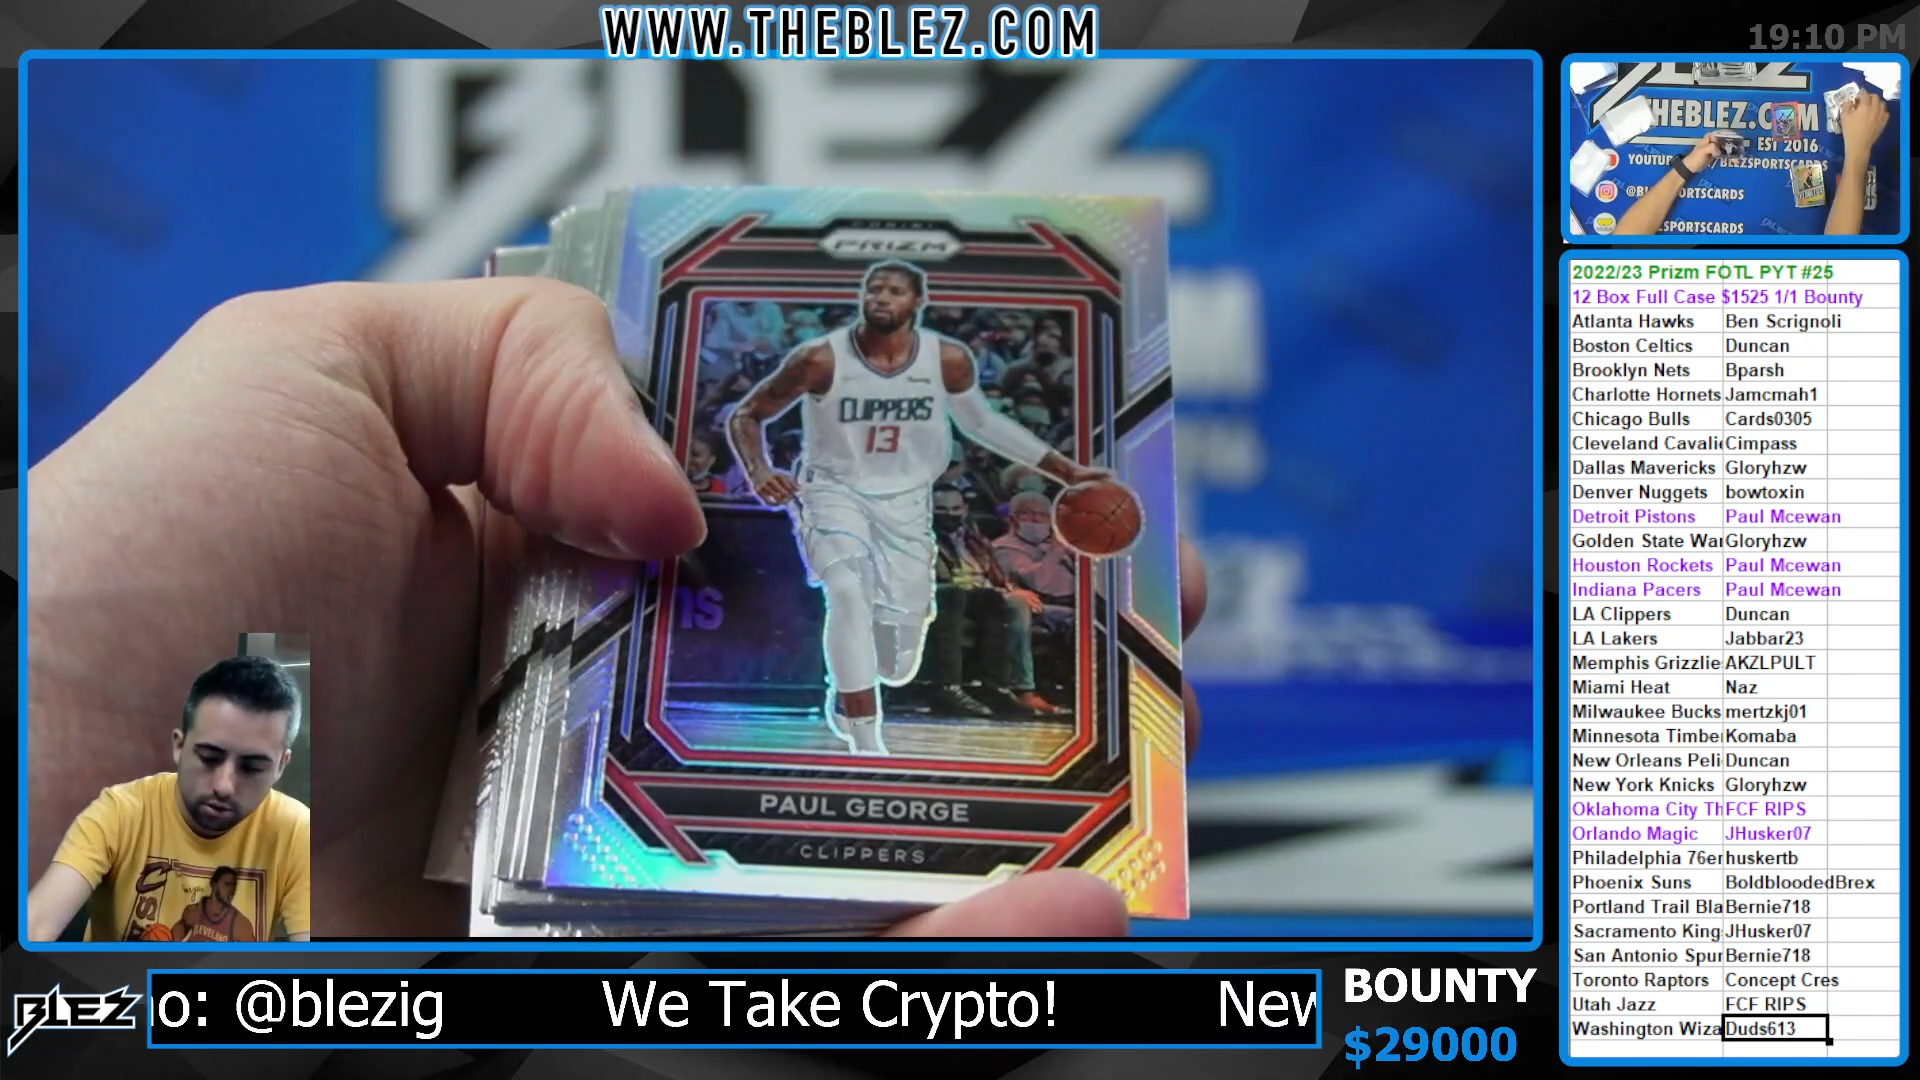 WWW.THEBLEZ.COM
19:10 PM
BLEZ
PANINI
PRIZM
CLIPPERS
13
PAUL GEORGE
CLIPPERS
BLEZ
THEBLEZ.COM
EST 2016
/BLEZSPORTSCARDS
2022/23 Prizm FOTL PYT #25
12 Box Full Case $1525 1/1 Bounty
Atlanta Hawks Ben Scrignoli
Boston Celtics Duncan
Brooklyn Nets Bparsh
Charlotte Hornets Jamcmah1
Chicago Bulls Cards0305
Cleveland Cavalie Cimpass
Dallas Mavericks Gloryhzw
Denver Nuggets bowtoxin
Detroit Pistons Paul Mcewan
Golden State War Gloryhzw
Houston Rockets Paul Mcewan
Indiana Pacers Paul Mcewan
LA Clippers Duncan
LA Lakers Jabbar23
Memphis Grizzlie AKZLPULT
Miami Heat Naz
Milwaukee Bucks mertzkj01
Minnesota Timber Komaba
New Orleans Peli Duncan
New York Knicks Gloryhzw
Oklahoma City Th FCF RIPS
Orlando Magic JHusker07
Philadelphia 76er huskertb
Phoenix Suns BoldbloodedBrex
Portland Trail Bla Bernie718
Sacramento King JHusker07
San Antonio Spur Bernie718
Toronto Raptors Concept Cres
Utah Jazz FCF RIPS
Washington Wiza Duds613
BLEZ
o: @blezig We Take Crypto! New
BOUNTY
$29000